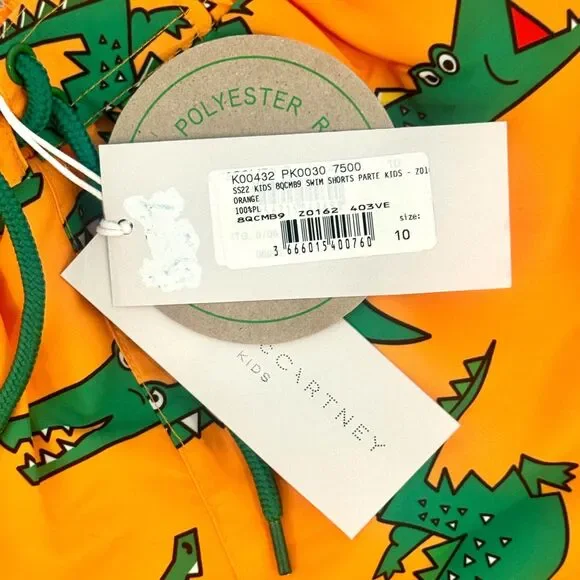 POLYESTER
K00432 PK0030 7500
SS22 KIDS 8QCMB9 SWIM SHORTS PARTE KIDS - Z01
ORANGE
100%PL
8QCMB9 Z0162 403VE
size:
10
3 666015 400760
CCARTNEY
KIDS